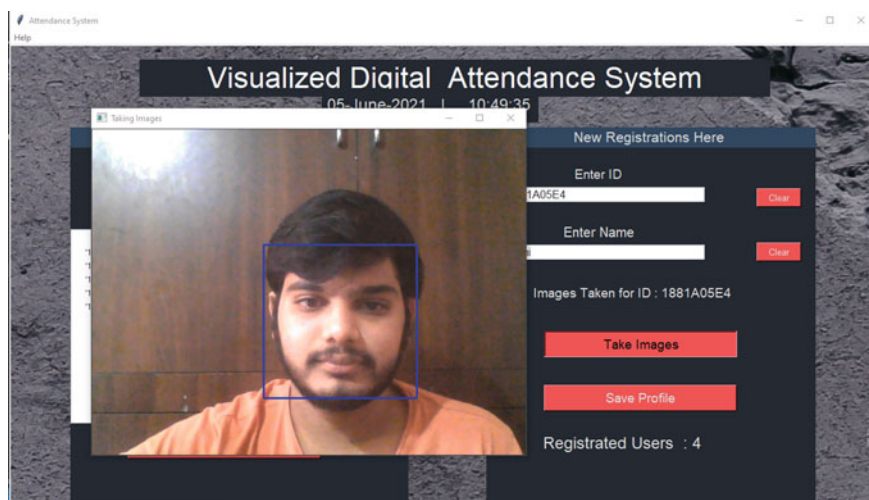 Attendance System
Help
Visualized Digital Attendance System
05-June-2021 | 10:49:35
Taking Images
New Registrations Here
Enter ID
1A05E4
Clear
Enter Name
Clear
Images Taken for ID : 1881A05E4
Take Images
Save Profile
Registrated Users : 4